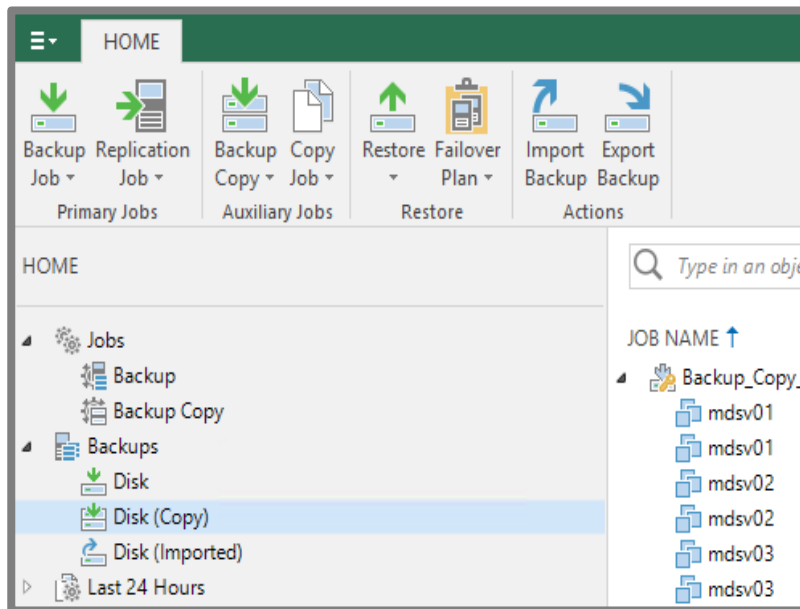 HOME
Backup Job
Replication Job
Backup Copy
Copy Job
Restore
Failover Plan
Import Backup
Export Backup
Primary Jobs
Auxiliary Jobs
Restore
Actions
HOME
Jobs
Backup
Backup Copy
Backups
Disk
Disk (Copy)
Disk (Imported)
Last 24 Hours
Type in an obje
JOB NAME
Backup_Copy_
mdsv01
mdsv01
mdsv02
mdsv02
mdsv03
mdsv03